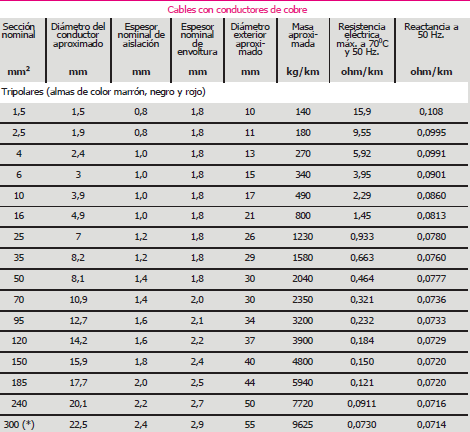 Cables con conductores de cobre
Sección nominal | Diámetro del conductor aproximado | Espesor nominal de aislación | Espesor nominal de envoltura | Diámetro exterior aproxi-mado | Masa aproxi-mada | Resistencia eléctrica máx. a 70ºC y 50 Hz. | Reactancia a 50 Hz.
mm² | mm | mm | mm | mm | kg/km | ohm/km | ohm/km
Tripolares (almas de color marrón, negro y rojo)
1,5 | 1,5 | 0,8 | 1,8 | 10 | 140 | 15,9 | 0,108
2,5 | 1,9 | 0,8 | 1,8 | 11 | 180 | 9,55 | 0,0995
4 | 2,4 | 1,0 | 1,8 | 13 | 270 | 5,92 | 0,0991
6 | 3 | 1,0 | 1,8 | 15 | 340 | 3,95 | 0,0901
10 | 3,9 | 1,0 | 1,8 | 17 | 490 | 2,29 | 0,0860
16 | 4,9 | 1,0 | 1,8 | 21 | 800 | 1,45 | 0,0813
25 | 7 | 1,2 | 1,8 | 26 | 1230 | 0,933 | 0,0780
35 | 8,2 | 1,2 | 1,8 | 29 | 1580 | 0,663 | 0,0760
50 | 8,1 | 1,4 | 1,8 | 30 | 2040 | 0,464 | 0,0777
70 | 10,9 | 1,4 | 2,0 | 30 | 2350 | 0,321 | 0,0736
95 | 12,7 | 1,6 | 2,1 | 34 | 3200 | 0,232 | 0,0733
120 | 14,2 | 1,6 | 2,2 | 37 | 3900 | 0,184 | 0,0729
150 | 15,9 | 1,8 | 2,4 | 40 | 4800 | 0,150 | 0,0720
185 | 17,7 | 2,0 | 2,5 | 44 | 5940 | 0,121 | 0,0720
240 | 20,1 | 2,2 | 2,7 | 50 | 7720 | 0,0911 | 0,0716
300 (*) | 22,5 | 2,4 | 2,9 | 55 | 9625 | 0,0730 | 0,0714